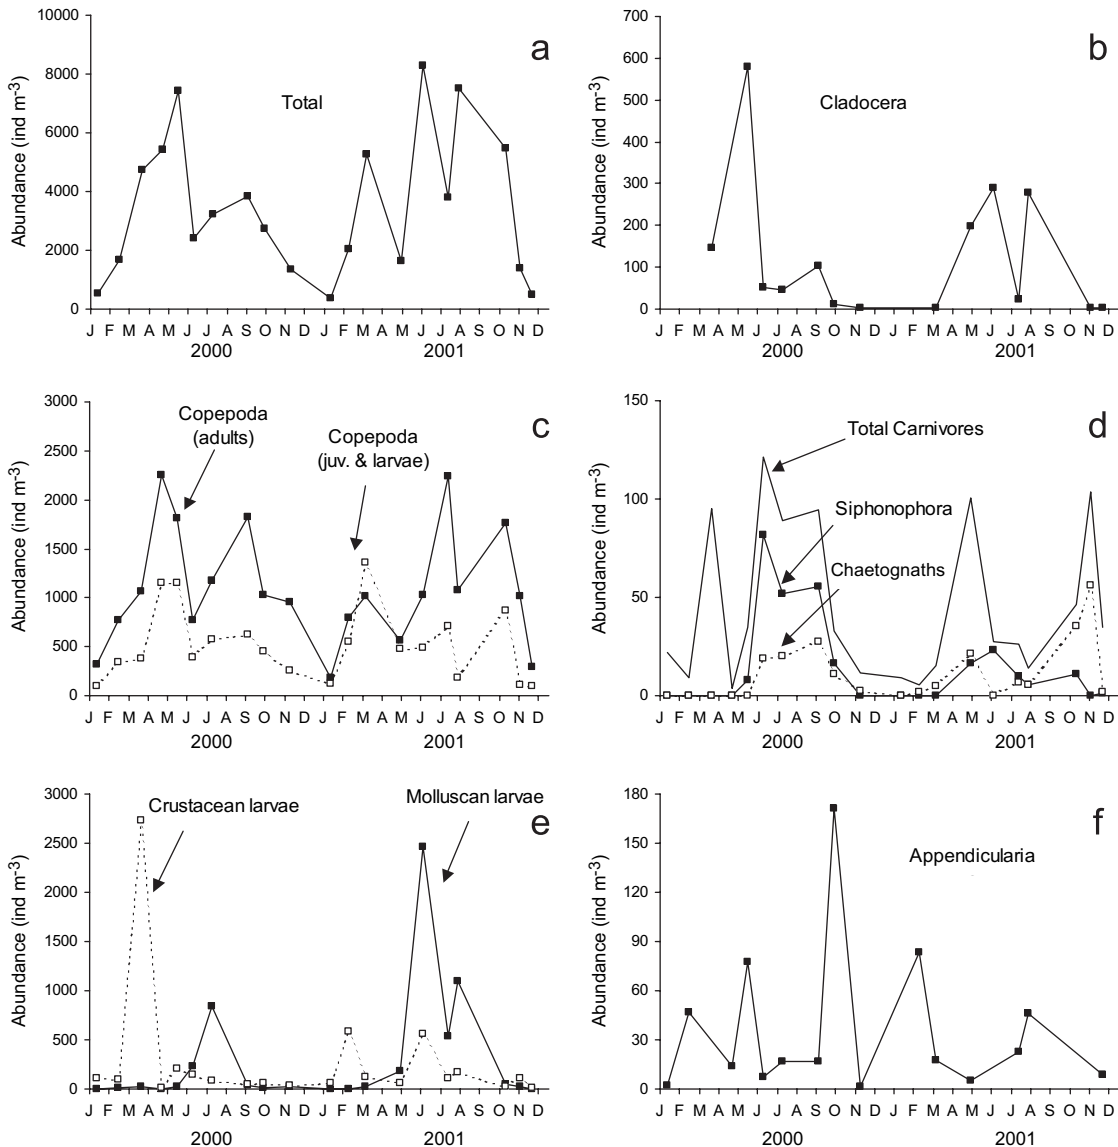 a
Total
Abundance (ind m-3)
10000
8000
6000
4000
2000
0
J F M A M J J A S O N D J F M A M J J A S O N D
2000 2001
b
Cladocera
Abundance (ind m-3)
700
600
500
400
300
200
100
0
J F M A M J J A S O N D J F M A M J J A S O N D
2000 2001
c
Copepoda
(adults)
Copepoda
(juv. & larvae)
Abundance (ind m-3)
3000
2500
2000
1500
1000
500
0
J F M A M J J A S O N D J F M A M J J A S O N D
2000 2001
d
Total Carnivores
Siphonophora
Chaetognaths
Abundance (ind m-3)
150
100
50
0
J F M A M J J A S O N D J F M A M J J A S O N D
2000 2001
e
Crustacean larvae
Molluscan larvae
Abundance (ind m-3)
3000
2500
2000
1500
1000
500
0
J F M A M J J A S O N D J F M A M J J A S O N D
2000 2001
f
Appendicularia
Abundance (ind m-3)
180
150
120
90
60
30
0
J F M A M J J A S O N D J F M A M J J A S O N D
2000 2001